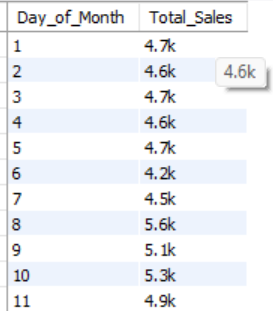 Day_of_Month Total_Sales
1 4.7k
2 4.6k 4.6k
3 4.7k
4 4.6k
5 4.7k
6 4.2k
7 4.5k
8 5.6k
9 5.1k
10 5.3k
11 4.9k